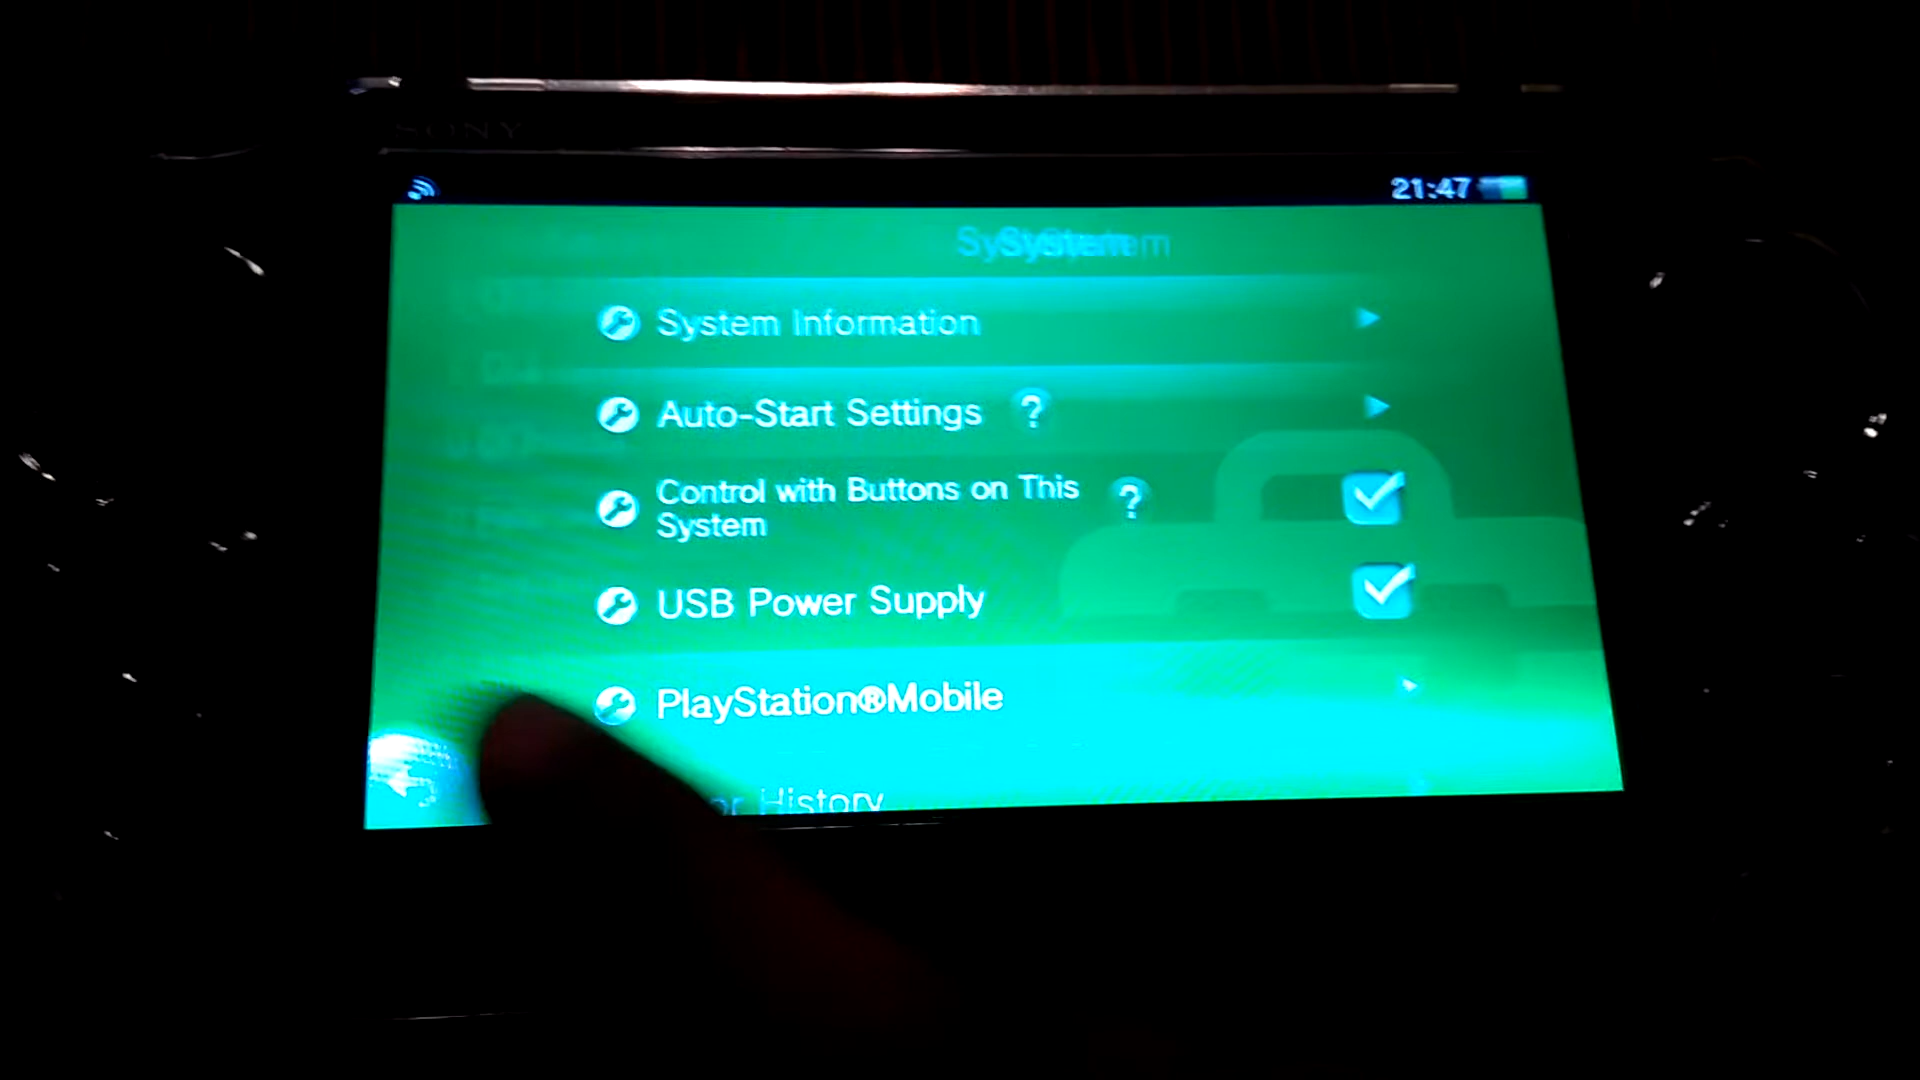 SONY
21:47
System
System Information
Auto-Start Settings ?
Control with Buttons on This ?
System
USB Power Supply
PlayStation®Mobile
History